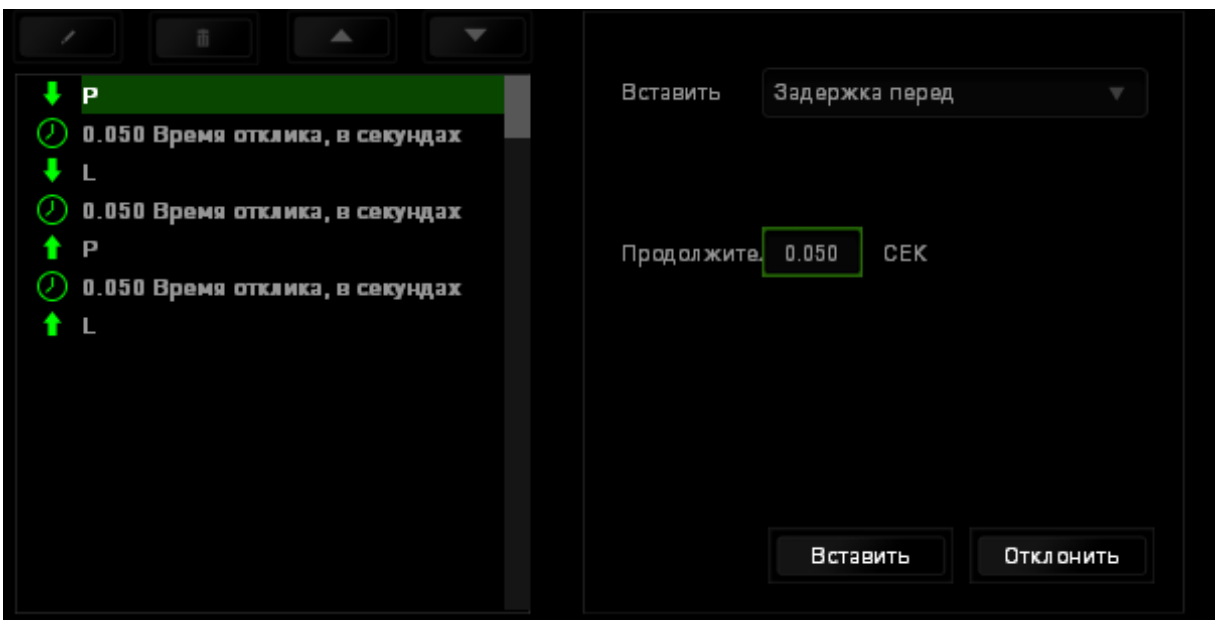 P
0.050 Время отклика, в секундах
L
0.050 Время отклика, в секундах
P
0.050 Время отклика, в секундах
L
Вставить Задержка перед
Продолжите. 0.050 СЕК
Вставить Отклонить